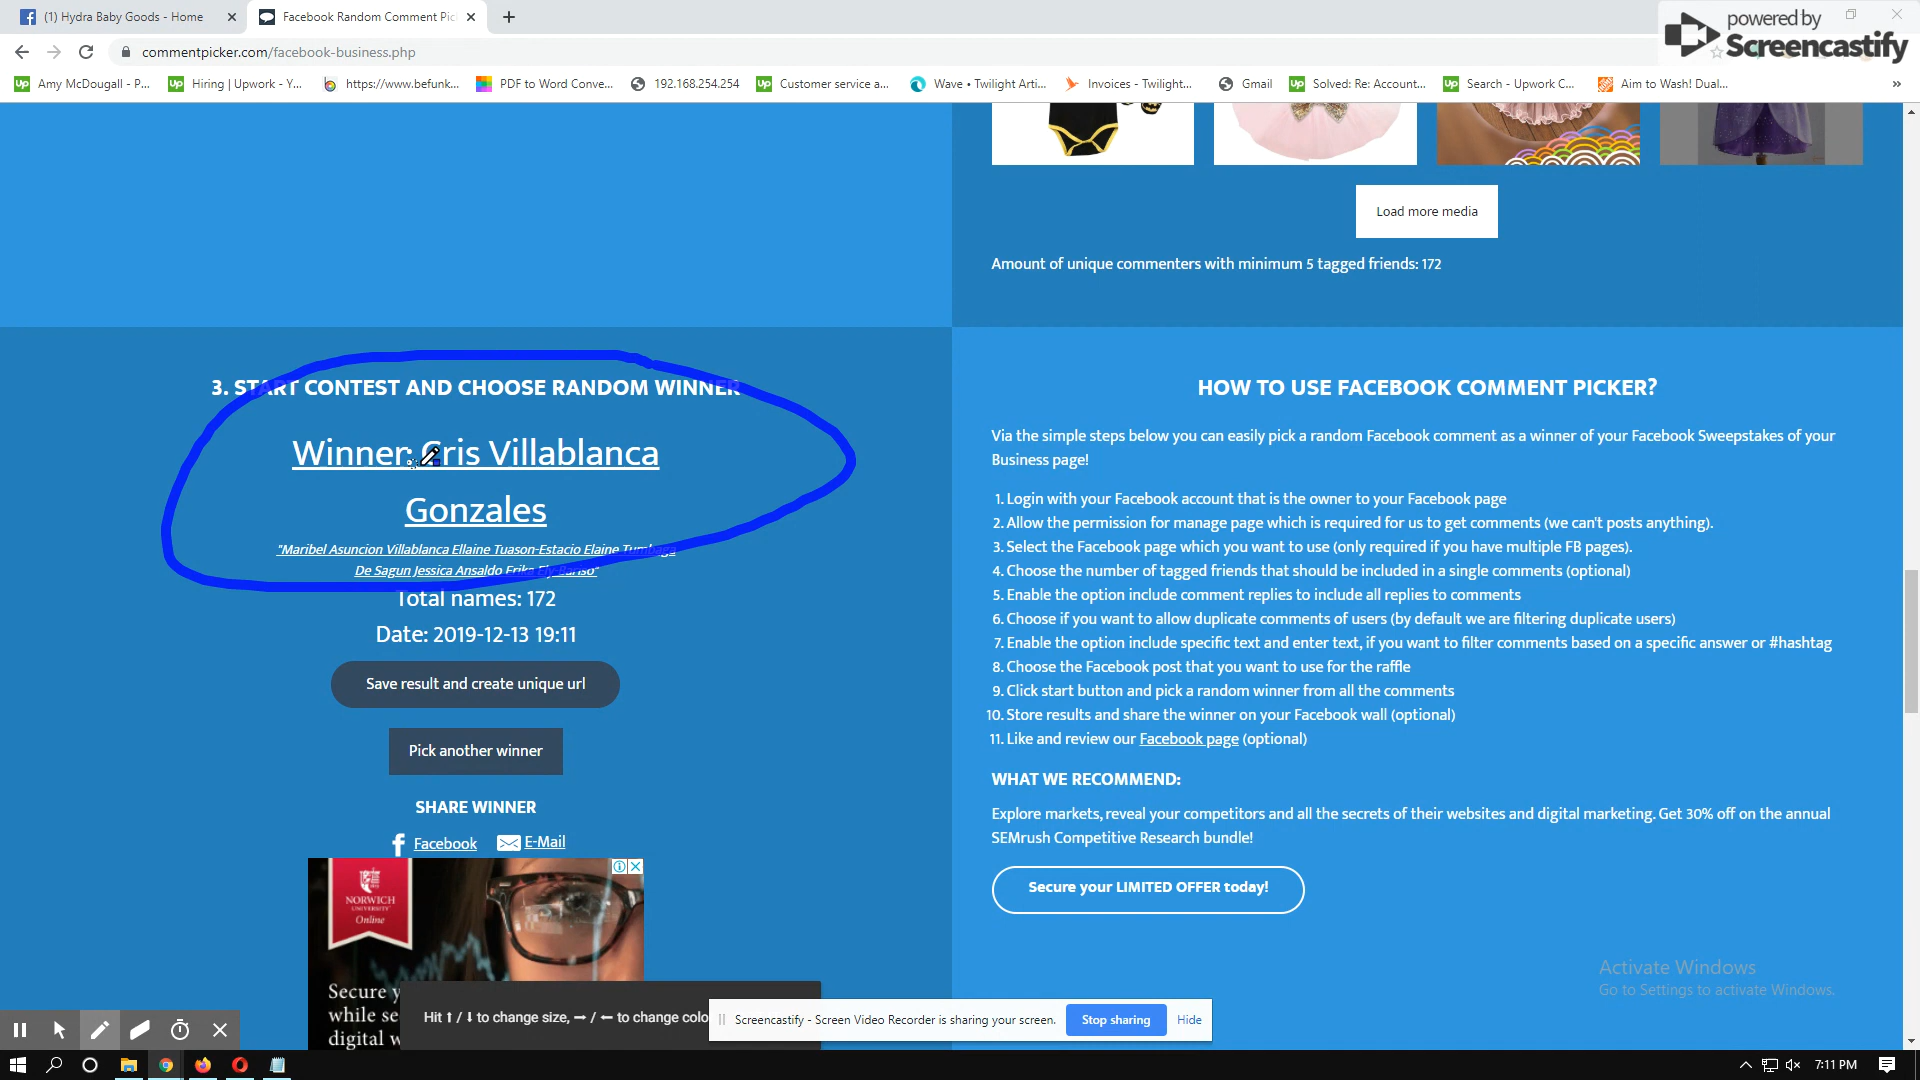 (1) Hydra Baby Goods - Home
Facebook Random Comment Pic
powered by
Screencastify
commentpicker.com/facebook-business.php
Amy McDougall - P...
Hiring | Upwork - Y...
https://www.befunk...
PDF to Word Conve...
192.168.254.254
Customer service a...
Wave • Twilight Arti...
Invoices - Twilight...
Gmail
Solved: Re: Account...
Search - Upwork C...
Aim to Wash! Dual...
Load more media
Amount of unique commenters with minimum 5 tagged friends: 172
3. START CONTEST AND CHOOSE RANDOM WINNER
Winner: Cris Villablanca
Gonzales
"Maribel Asuncion Villablanca Ellaine Tuason-Estacio Elaine Tumbaga
De Sagun Jessica Ansaldo Erika Ely-Bariso"
Total names: 172
Date: 2019-12-13 19:11
Save result and create unique url
Pick another winner
SHARE WINNER
Facebook
E-Mail
NORWICH
UNIVERSITY
Online
Secure y
while se
digital w
HOW TO USE FACEBOOK COMMENT PICKER?
Via the simple steps below you can easily pick a random Facebook comment as a winner of your Facebook Sweepstakes of your
Business page!
1. Login with your Facebook account that is the owner to your Facebook page
2. Allow the permission for manage page which is required for us to get comments (we can't posts anything).
3. Select the Facebook page which you want to use (only required if you have multiple FB pages).
4. Choose the number of tagged friends that should be included in a single comments (optional)
5. Enable the option include comment replies to include all replies to comments
6. Choose if you want to allow duplicate comments of users (by default we are filtering duplicate users)
7. Enable the option include specific text and enter text, if you want to filter comments based on a specific answer or #hashtag
8. Choose the Facebook post that you want to use for the raffle
9. Click start button and pick a random winner from all the comments
10. Store results and share the winner on your Facebook wall (optional)
11. Like and review our Facebook page (optional)
WHAT WE RECOMMEND:
Explore markets, reveal your competitors and all the secrets of their websites and digital marketing. Get 30% off on the annual
SEMrush Competitive Research bundle!
Secure your LIMITED OFFER today!
Activate Windows
Go to Settings to activate Windows.
Hit ⬆ / ⬇ to change size, ➡ / ⬅ to change colo
Screencastify - Screen Video Recorder is sharing your screen.
Stop sharing
Hide
7:11 PM